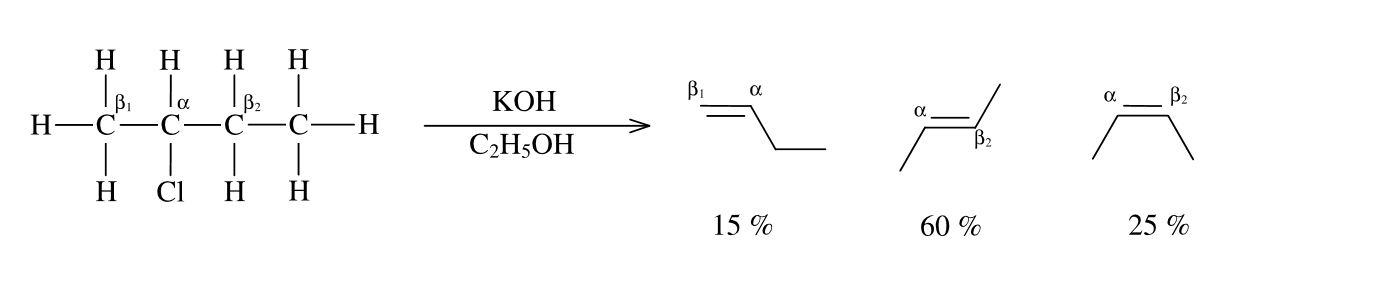 H H H H
β₁ α β₂
H C C C C H
H Cl H H
KOH
C₂H₅OH
β₁ α
α β₂
α β₂
15 % 60 % 25 %